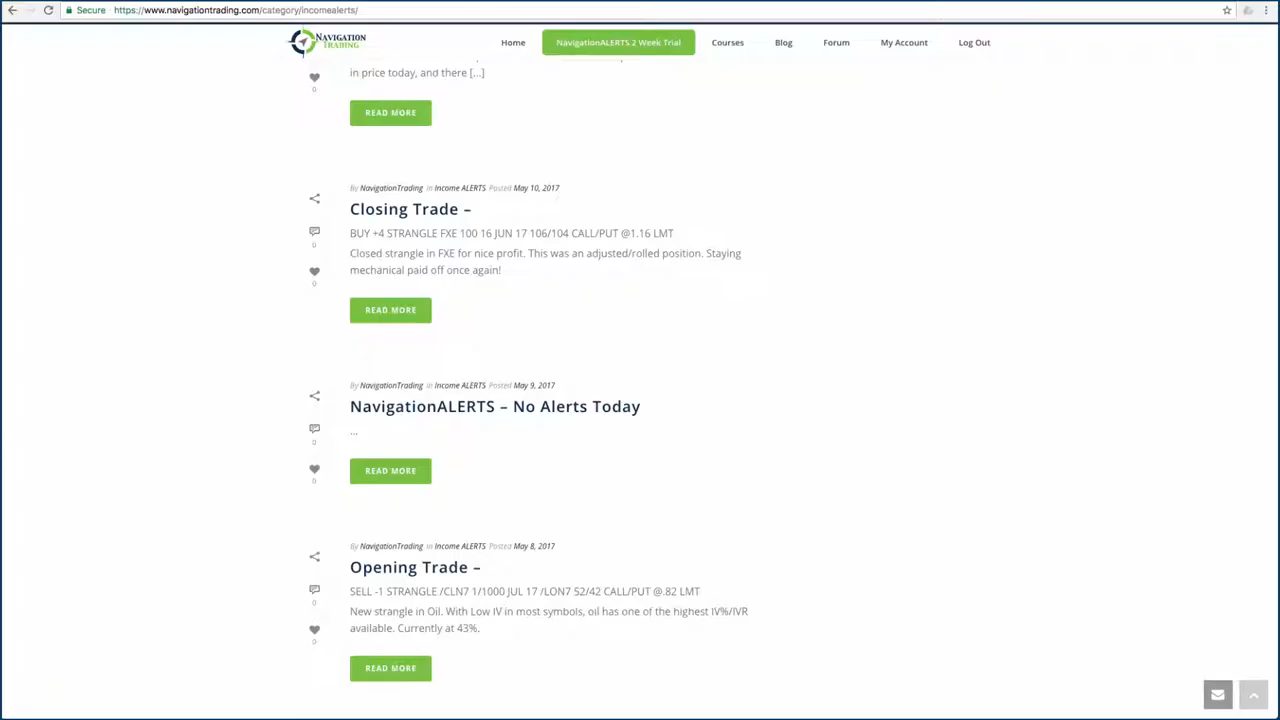 Secure https://www.navigationtrading.com/category/incomealerts/
NAVIGATION
TRADING
Home NavigationALERTS 2 Week Trial Courses Blog Forum My Account Log Out
in price today, and there [...]
0
READ MORE
By NavigationTrading in Income ALERTS Posted May 10, 2017
Closing Trade –
BUY +4 STRANGLE FXE 100 16 JUN 17 106/104 CALL/PUT @1.16 LMT
0
Closed strangle in FXE for nice profit. This was an adjusted/rolled position. Staying
mechanical paid off once again!
0
READ MORE
By NavigationTrading in Income ALERTS Posted May 9, 2017
NavigationALERTS – No Alerts Today
...
0
READ MORE
0
By NavigationTrading in Income ALERTS Posted May 8, 2017
Opening Trade –
SELL -1 STRANGLE /CLN7 1/1000 JUL 17 /LON7 52/42 CALL/PUT @.82 LMT
0
New strangle in Oil. With Low IV in most symbols, oil has one of the highest IV%/IVR
available. Currently at 43%.
0
READ MORE